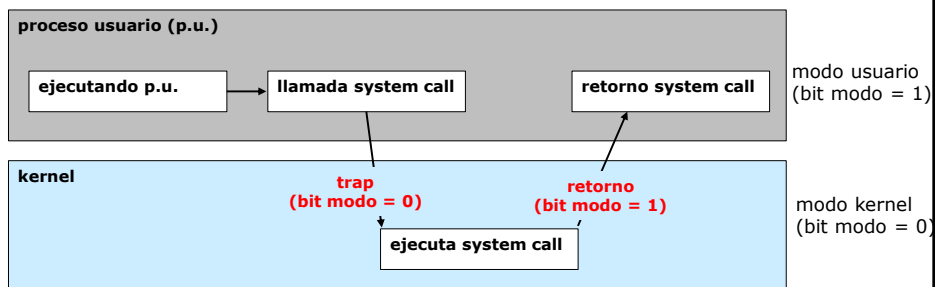 proceso usuario (p.u.)
ejecutando p.u.
llamada system call
retorno system call
modo usuario
(bit modo = 1)
kernel
trap
(bit modo = 0)
retorno
(bit modo = 1)
ejecuta system call
modo kernel
(bit modo = 0)